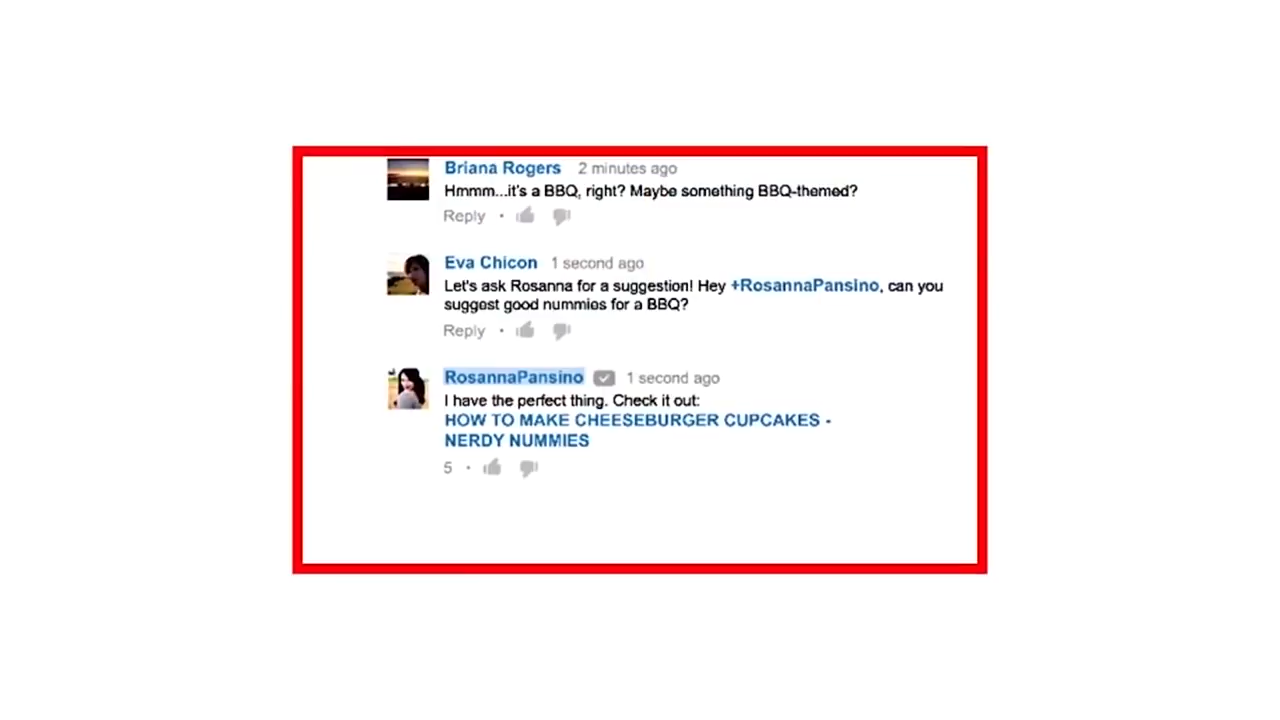 Briana Rogers 2 minutes ago
Hmmm...it's a BBQ, right? Maybe something BBQ-themed?
Reply •
Eva Chicon 1 second ago
Let's ask Rosanna for a suggestion! Hey +RosannaPansino, can you
suggest good nummies for a BBQ?
Reply •
RosannaPansino 1 second ago
I have the perfect thing. Check it out:
HOW TO MAKE CHEESEBURGER CUPCAKES -
NERDY NUMMIES
5 •